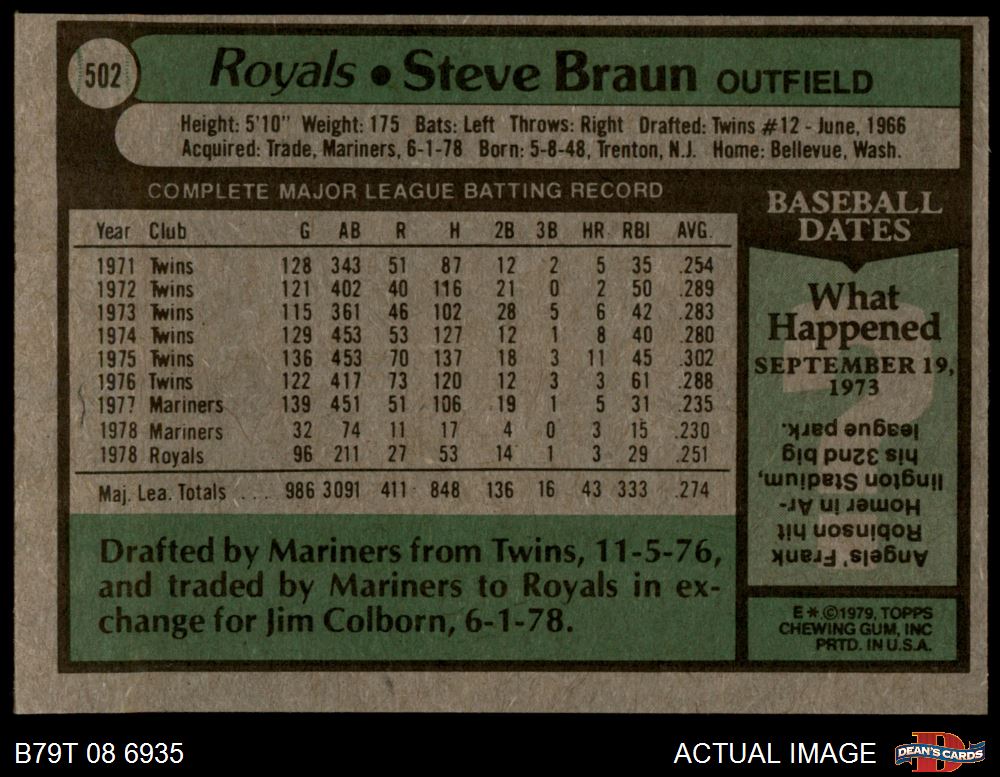 502
Royals • Steve Braun OUTFIELD
Height: 5'10" Weight: 175 Bats: Left Throws: Right Drafted: Twins #12 - June, 1966
Acquired: Trade, Mariners, 6-1-78 Born: 5-8-48, Trenton, N.J. Home: Bellevue, Wash.
COMPLETE MAJOR LEAGUE BATTING RECORD
Year Club G AB R H 2B 3B HR RBI AVG.
1971 Twins 128 343 51 87 12 2 5 35 .254
1972 Twins 121 402 40 116 21 0 2 50 .289
1973 Twins 115 361 46 102 28 5 6 42 .283
1974 Twins 129 453 53 127 12 1 8 40 .280
1975 Twins 136 453 70 137 18 3 11 45 .302
1976 Twins 122 417 73 120 12 3 3 61 .288
1977 Mariners 139 451 51 106 19 1 5 31 .235
1978 Mariners 32 74 11 17 4 0 3 15 .230
1978 Royals 96 211 27 53 14 1 3 29 .251
Maj. Lea. Totals ... 986 3091 411 848 136 16 43 333 .274
Drafted by Mariners from Twins, 11-5-76,
and traded by Mariners to Royals in ex-
change for Jim Colborn, 6-1-78.
BASEBALL
DATES
What
Happened
SEPTEMBER 19,
1973
?
Angels' Frank
Robinson hit
Homer in Ar-
lington Stadium,
his 32nd big
league park.
E*©1979, TOPPS
CHEWING GUM, INC
PRTD. IN U.S.A.
B79T 08 6935
ACTUAL IMAGE
D
DEAN'S CARDS